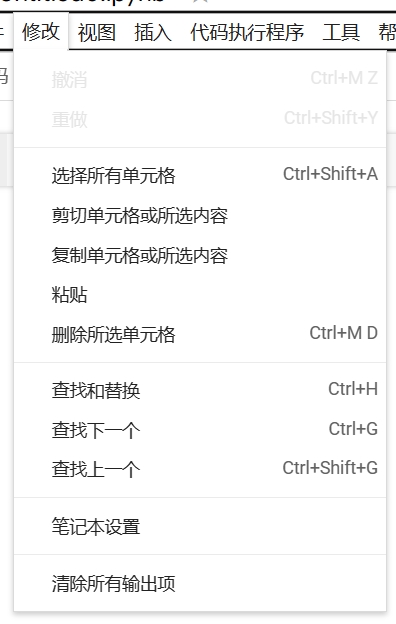 修改 视图 插入 代码执行程序 工具
撤消 Ctrl+M Z
重做 Ctrl+Shift+Y
选择所有单元格 Ctrl+Shift+A
剪切单元格或所选内容
复制单元格或所选内容
粘贴
删除所选单元格 Ctrl+M D
查找和替换 Ctrl+H
查找下一个 Ctrl+G
查找上一个 Ctrl+Shift+G
笔记本设置
清除所有输出项